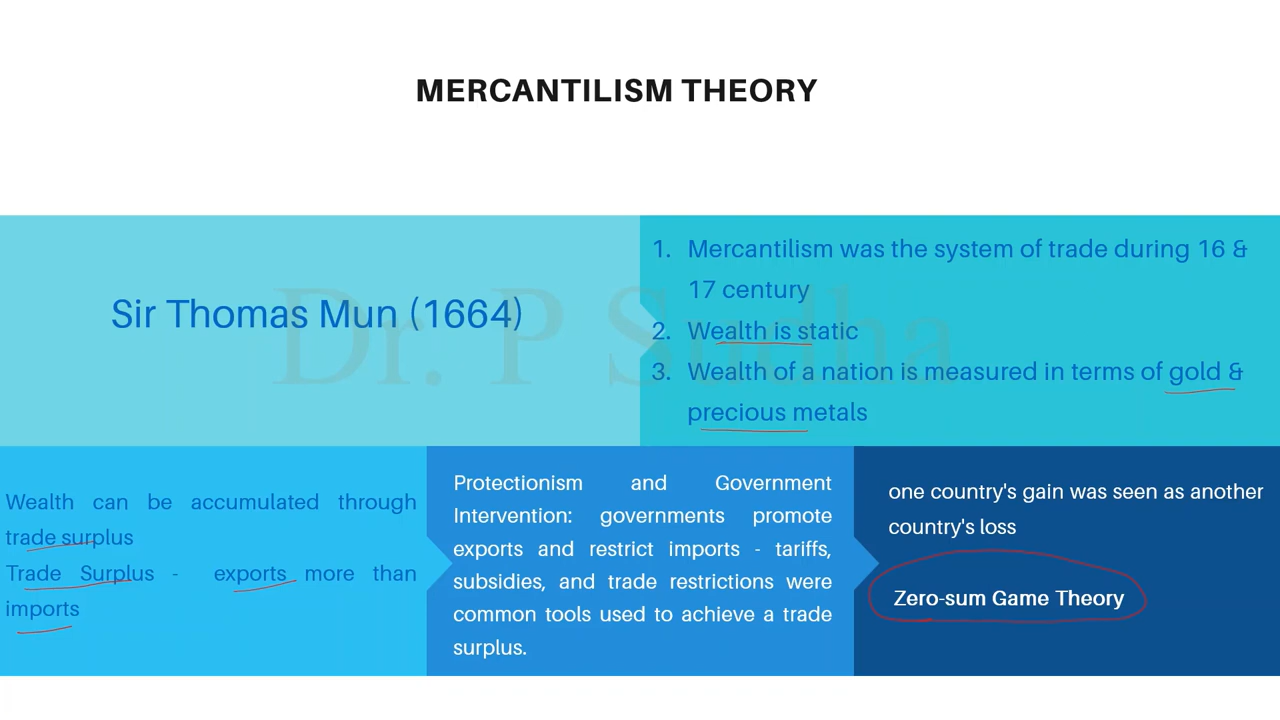 MERCANTILISM THEORY
Sir Thomas Mun (1664)
1. Mercantilism was the system of trade during 16 &
17 century
2. Wealth is static
3. Wealth of a nation is measured in terms of gold &
precious metals
Dr. P Sudha
Wealth can be accumulated through
trade surplus
Trade Surplus - exports more than
imports
Protectionism and Government
Intervention: governments promote
exports and restrict imports - tariffs,
subsidies, and trade restrictions were
common tools used to achieve a trade
surplus.
one country's gain was seen as another
country's loss
Zero-sum Game Theory